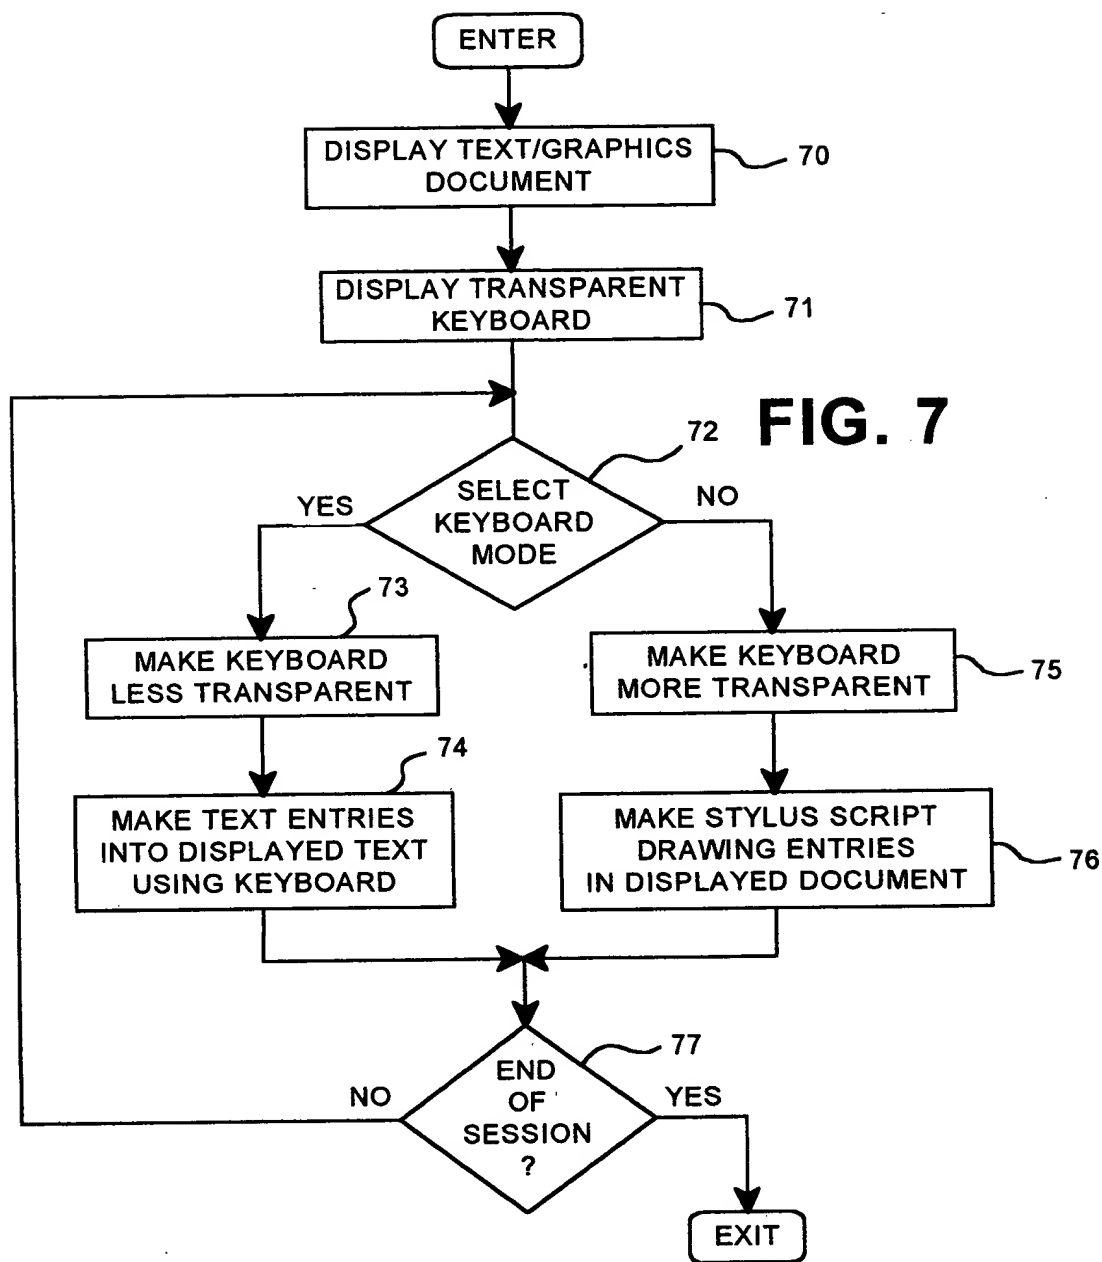 ENTER
DISPLAY TEXT/GRAPHICS
DOCUMENT
70
DISPLAY TRANSPARENT
KEYBOARD
71
FIG. 7
72
SELECT
KEYBOARD
MODE
YES
NO
73
MAKE KEYBOARD
LESS TRANSPARENT
MAKE KEYBOARD
MORE TRANSPARENT
75
74
MAKE TEXT ENTRIES
INTO DISPLAYED TEXT
USING KEYBOARD
MAKE STYLUS SCRIPT
DRAWING ENTRIES
IN DISPLAYED DOCUMENT
76
77
END
OF
SESSION
?
NO
YES
EXIT